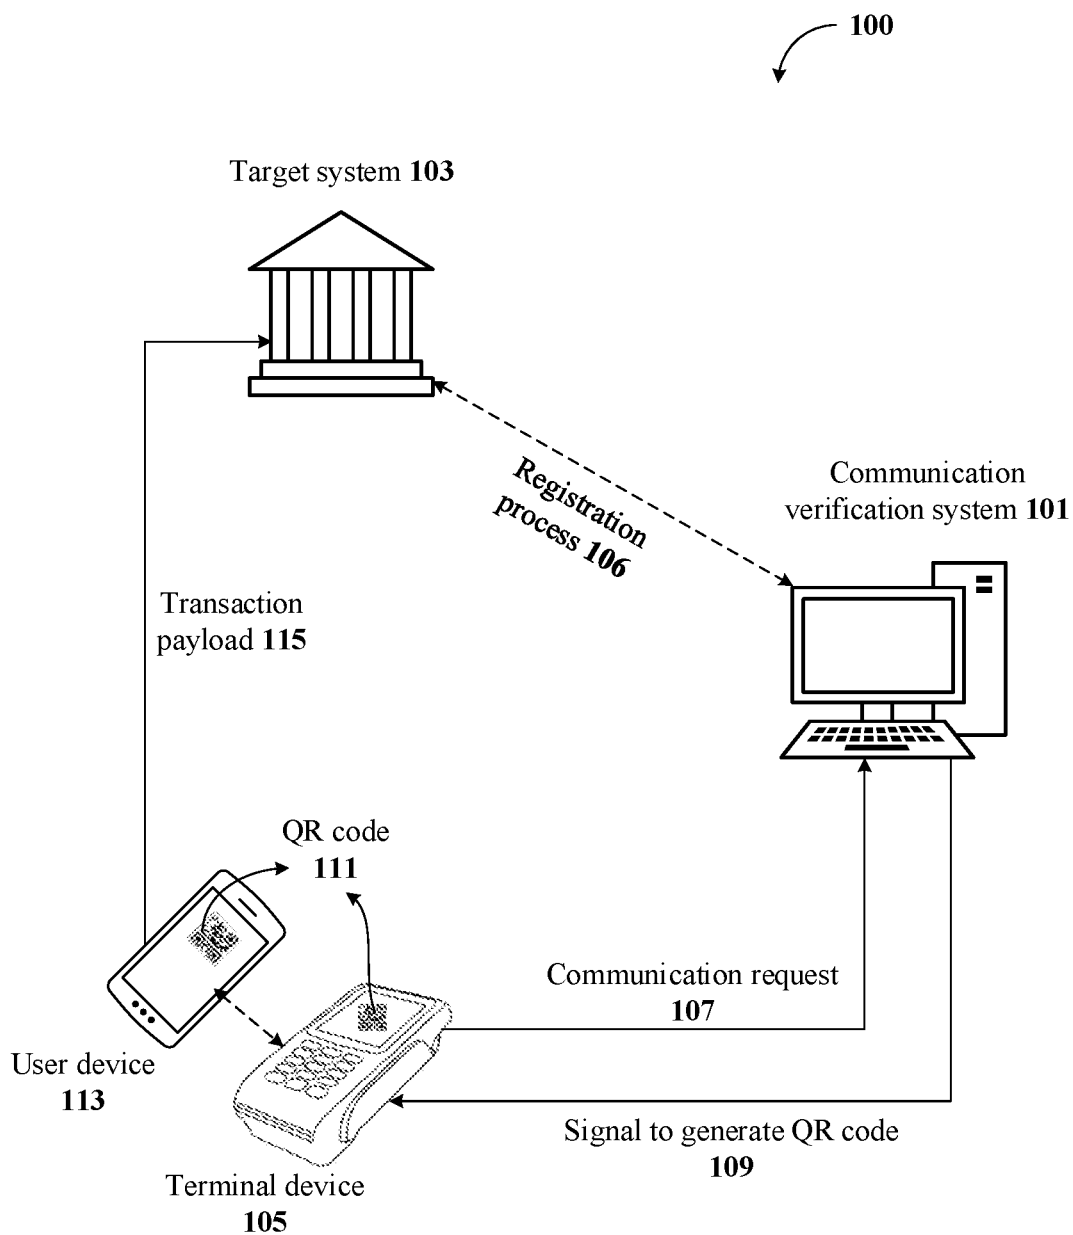 100
Target system 103
Registration
process 106
Communication
verification system 101
Transaction
payload 115
QR code
111
Communication request
107
User device
113
Signal to generate QR code
109
Terminal device
105